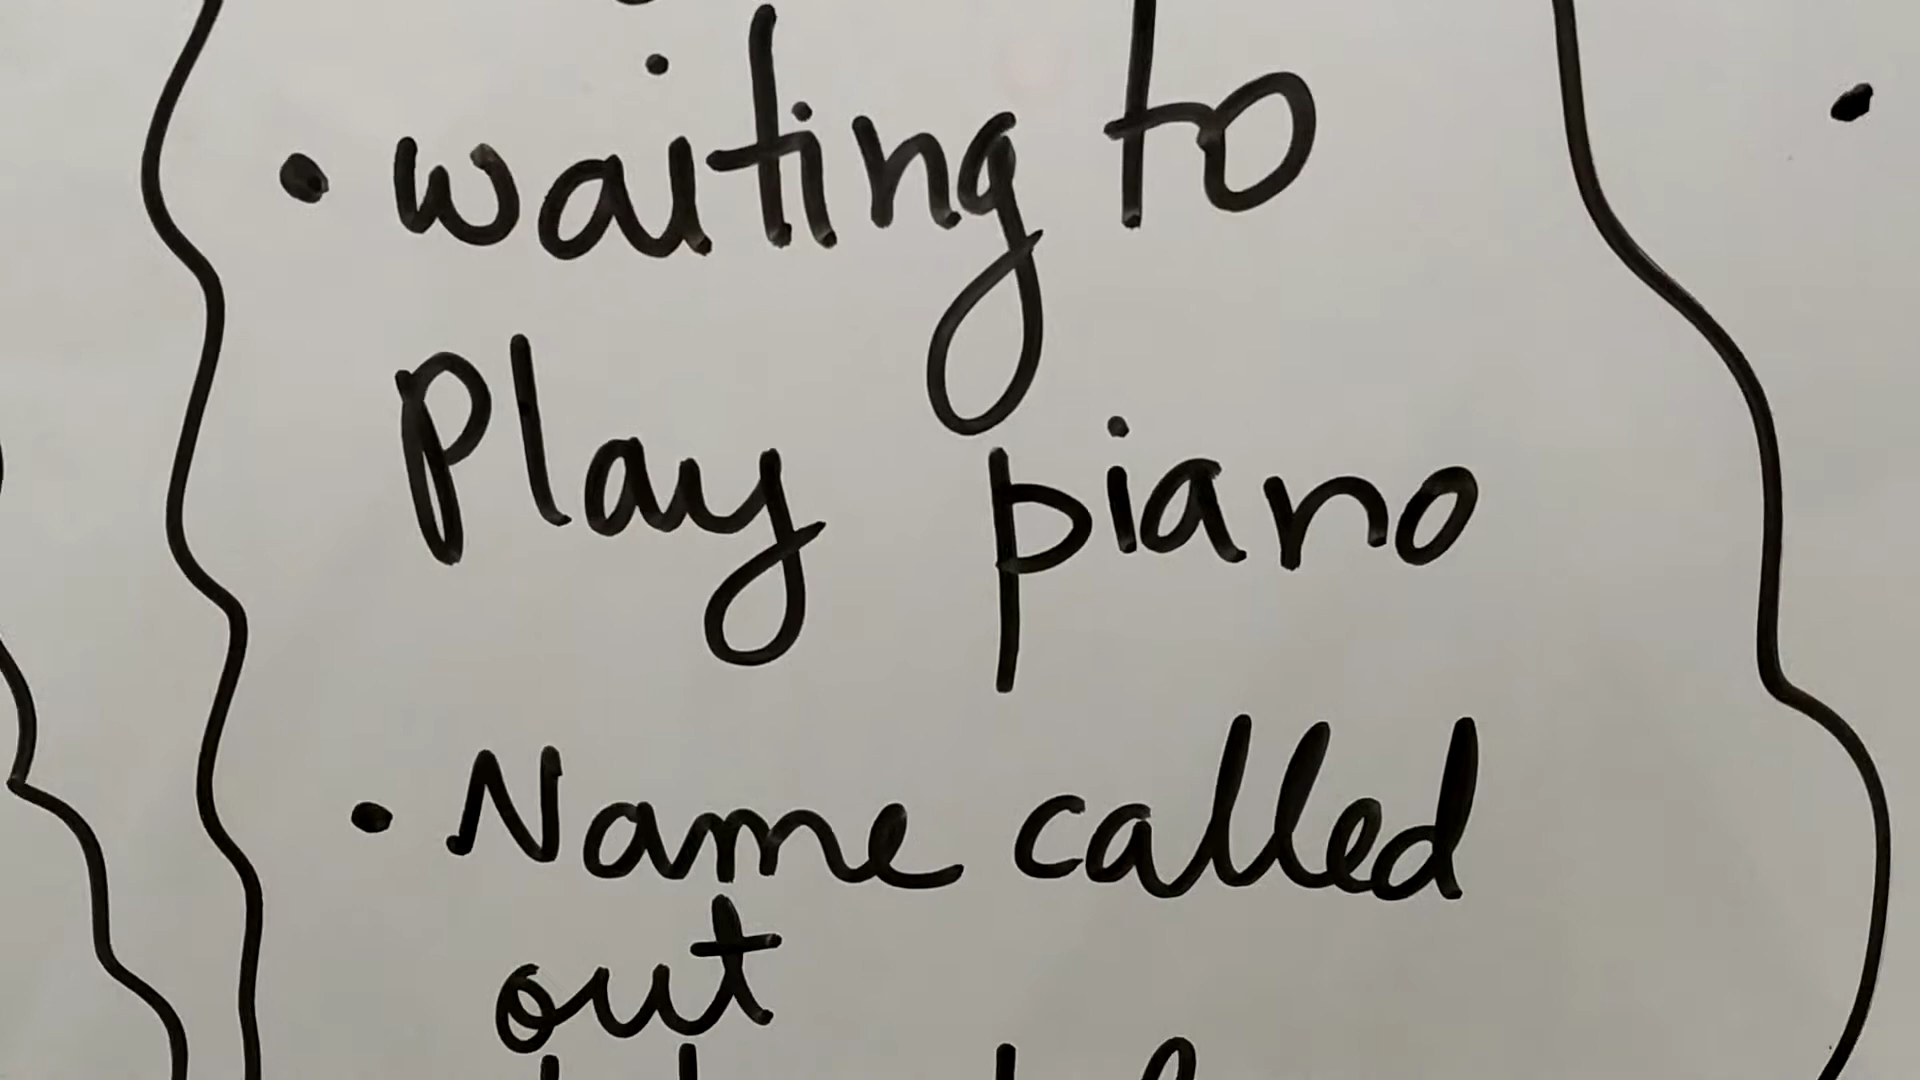 • waiting to
Play piano
• Name called
out